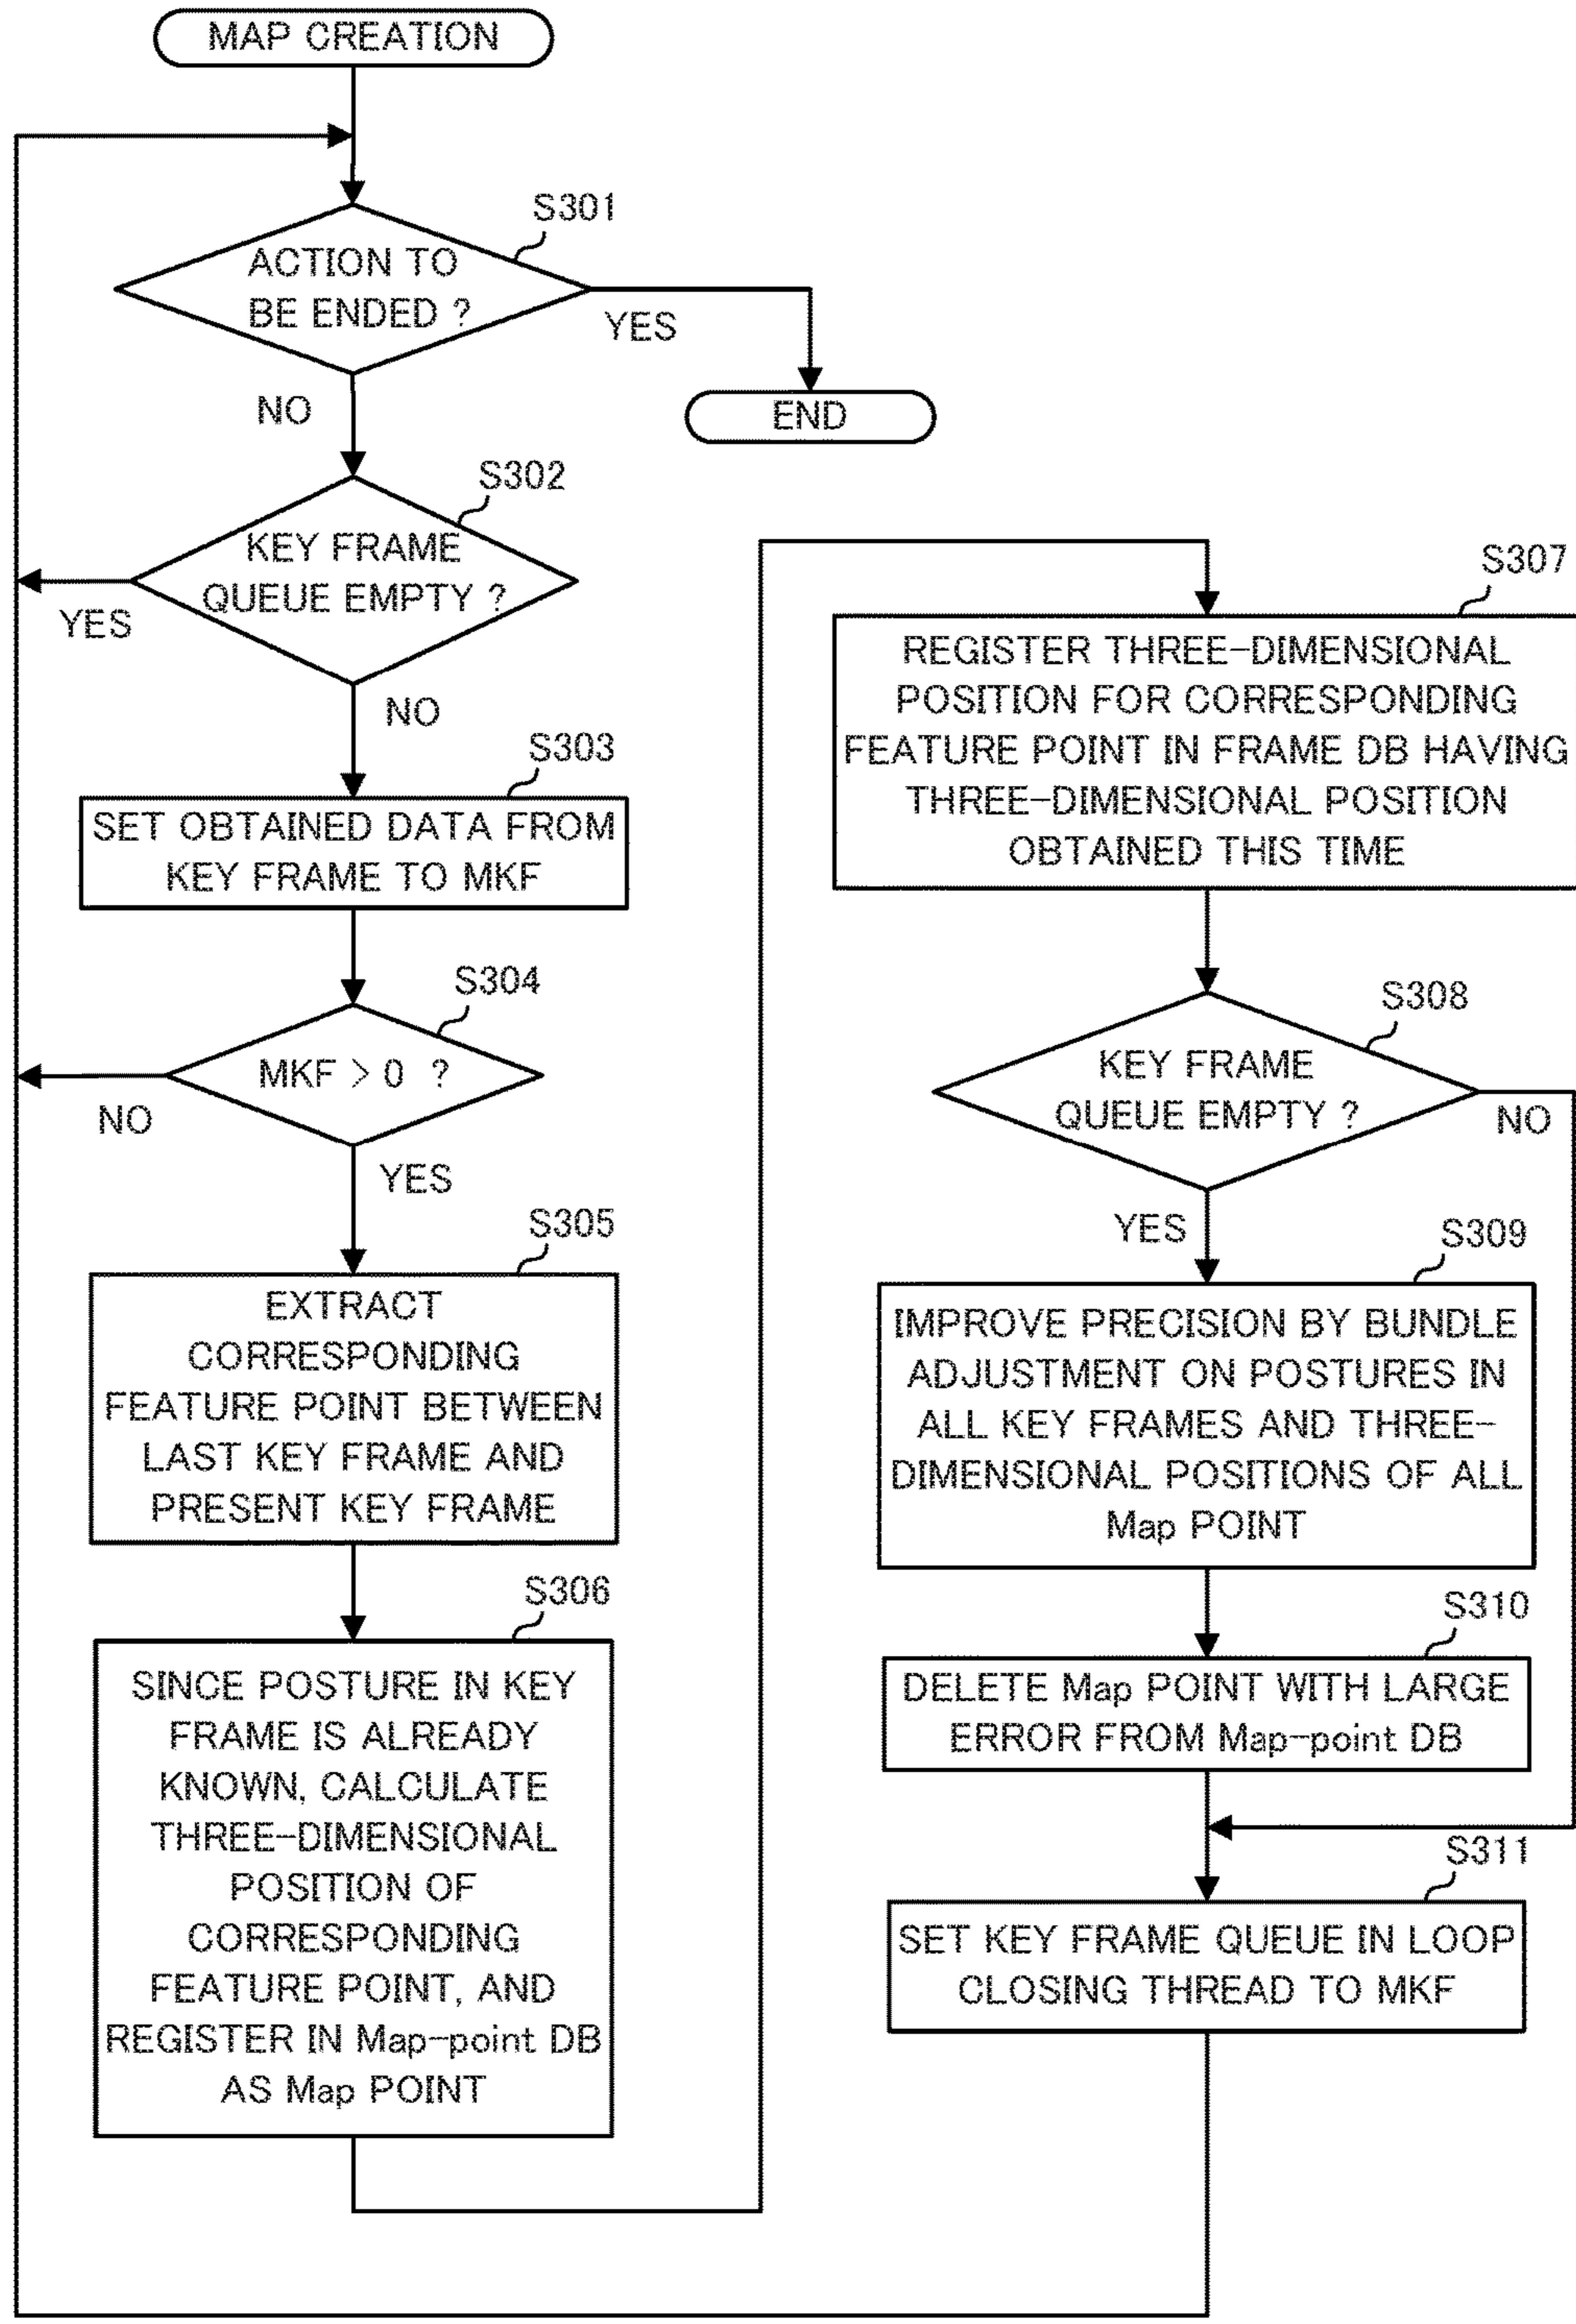 MAP CREATION
S301
ACTION TO
BE ENDED ?
YES
END
NO
S302
KEY FRAME
QUEUE EMPTY ?
YES
NO
S303
SET OBTAINED DATA FROM
KEY FRAME TO MKF
S304
MKF > 0 ?
NO
YES
S305
EXTRACT
CORRESPONDING
FEATURE POINT BETWEEN
LAST KEY FRAME AND
PRESENT KEY FRAME
S306
SINCE POSTURE IN KEY
FRAME IS ALREADY
KNOWN, CALCULATE
THREE-DIMENSIONAL
POSITION OF
CORRESPONDING
FEATURE POINT, AND
REGISTER IN Map-point DB
AS Map POINT
S307
REGISTER THREE-DIMENSIONAL
POSITION FOR CORRESPONDING
FEATURE POINT IN FRAME DB HAVING
THREE-DIMENSIONAL POSITION
OBTAINED THIS TIME
S308
KEY FRAME
QUEUE EMPTY ?
NO
YES
S309
IMPROVE PRECISION BY BUNDLE
ADJUSTMENT ON POSTURES IN
ALL KEY FRAMES AND THREE-
DIMENSIONAL POSITIONS OF ALL
Map POINT
S310
DELETE Map POINT WITH LARGE
ERROR FROM Map-point DB
S311
SET KEY FRAME QUEUE IN LOOP
CLOSING THREAD TO MKF